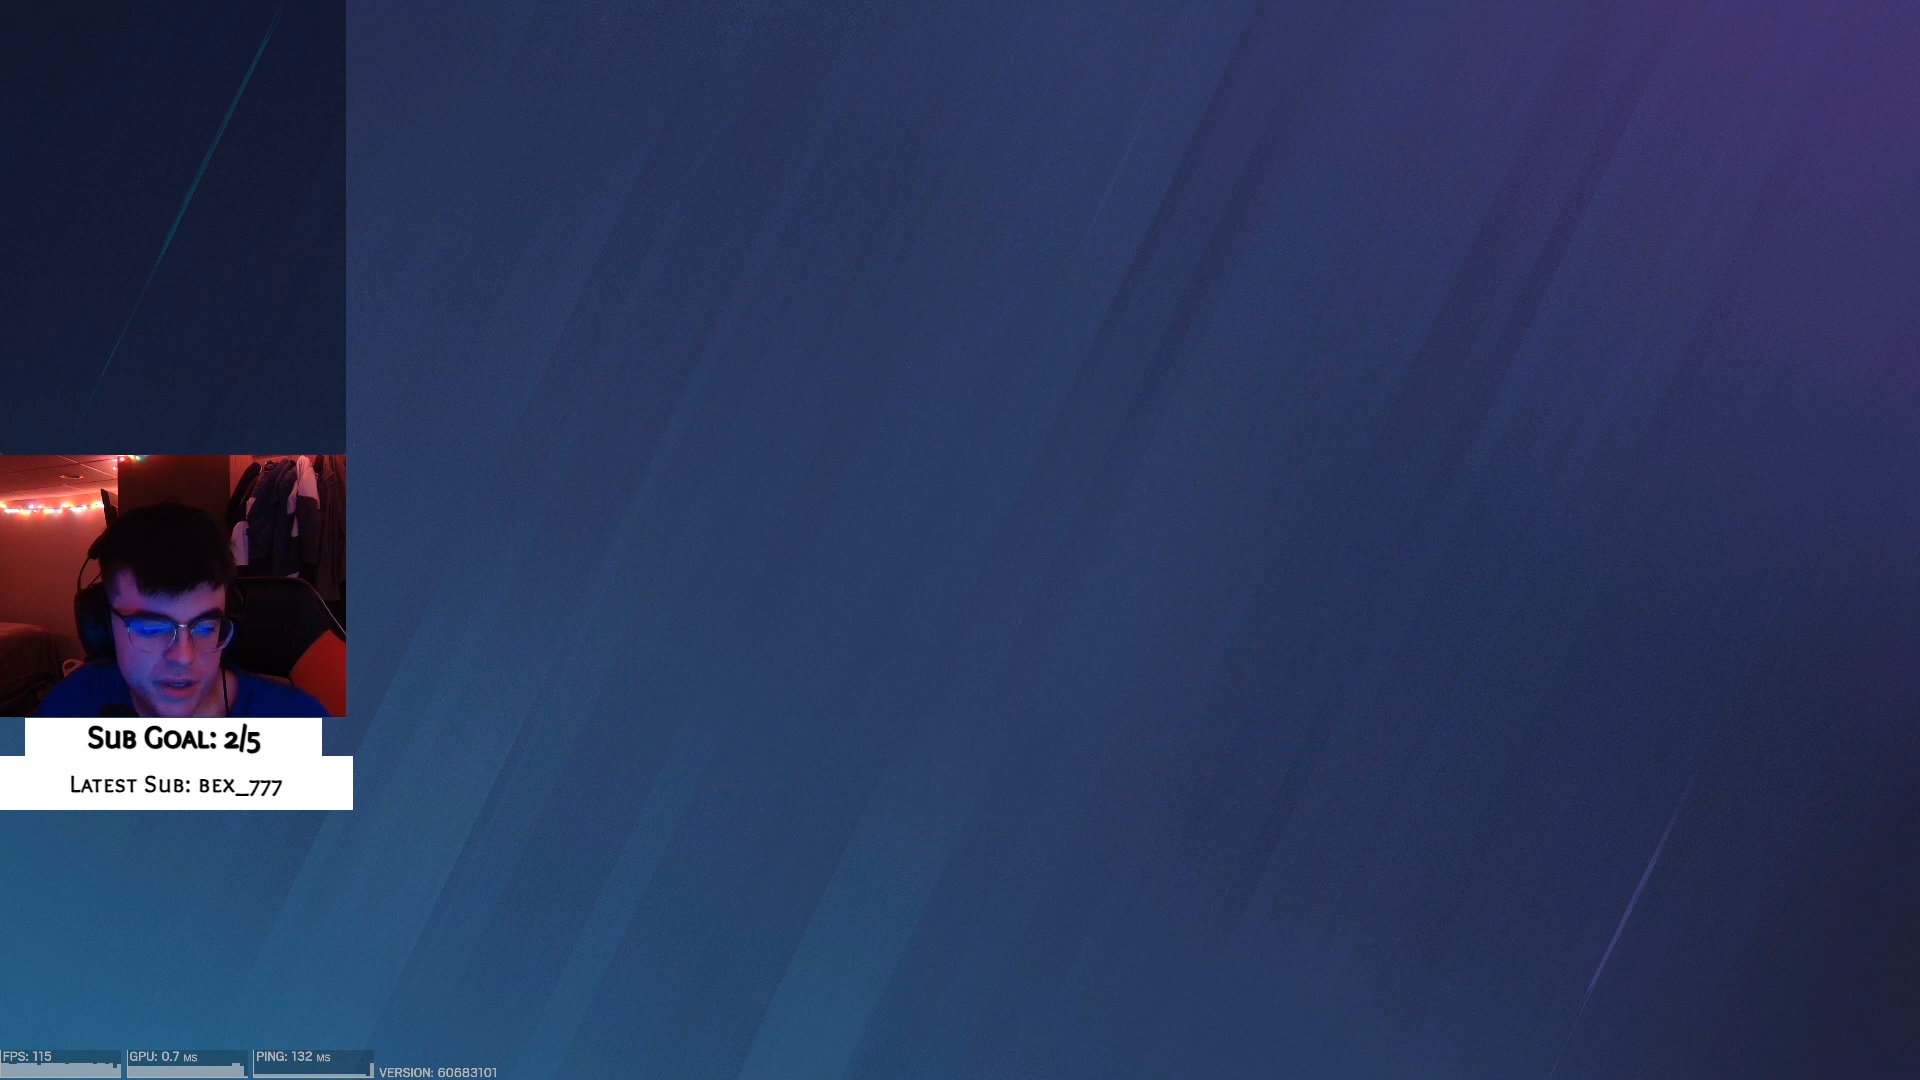 Sub Goal: 2/5
Latest Sub: bex_777
FPS: 115
GPU: 0.7 MS
PING: 132 MS
VERSION: 60683101